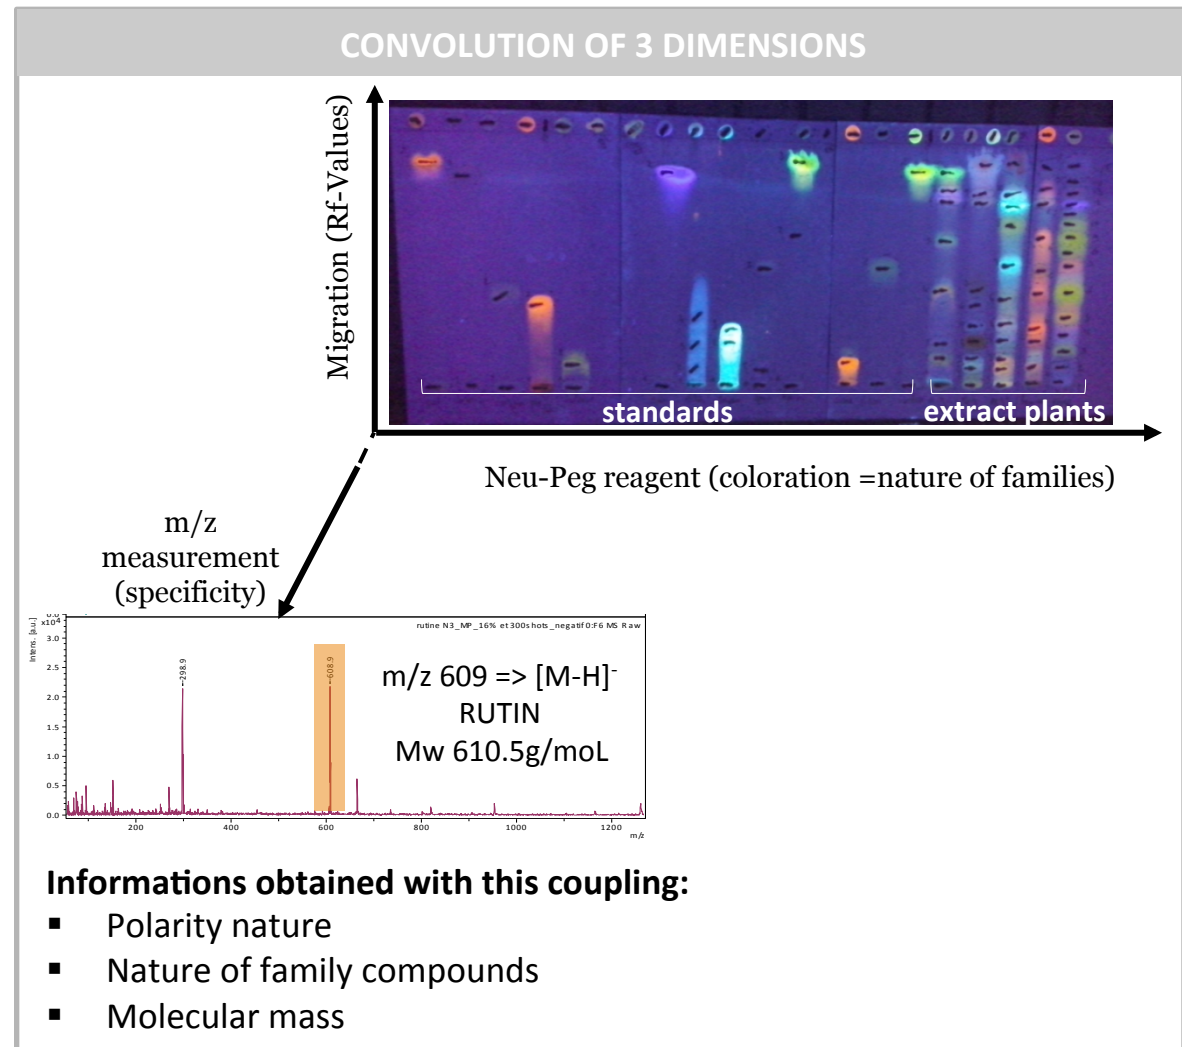 CONVOLUTION OF 3 DIMENSIONS
Migration (Rf-Values)
standards
extract plants
Neu-Peg reagent (coloration =nature of families)
m/z
measurement
(specificity)
Intens. [a.u.]
x10⁴
rutine N3_MP_16% et 300shots_negatif 0:F6 MS Raw
3.0
2.5
2.0
1.5
1.0
0.5
0.0
298.9
608.9
m/z 609 => [M-H]⁻
RUTIN
Mw 610.5g/moL
200
400
600
800
1000
1200
m/z
Informations obtained with this coupling:
▪ Polarity nature
▪ Nature of family compounds
▪ Molecular mass